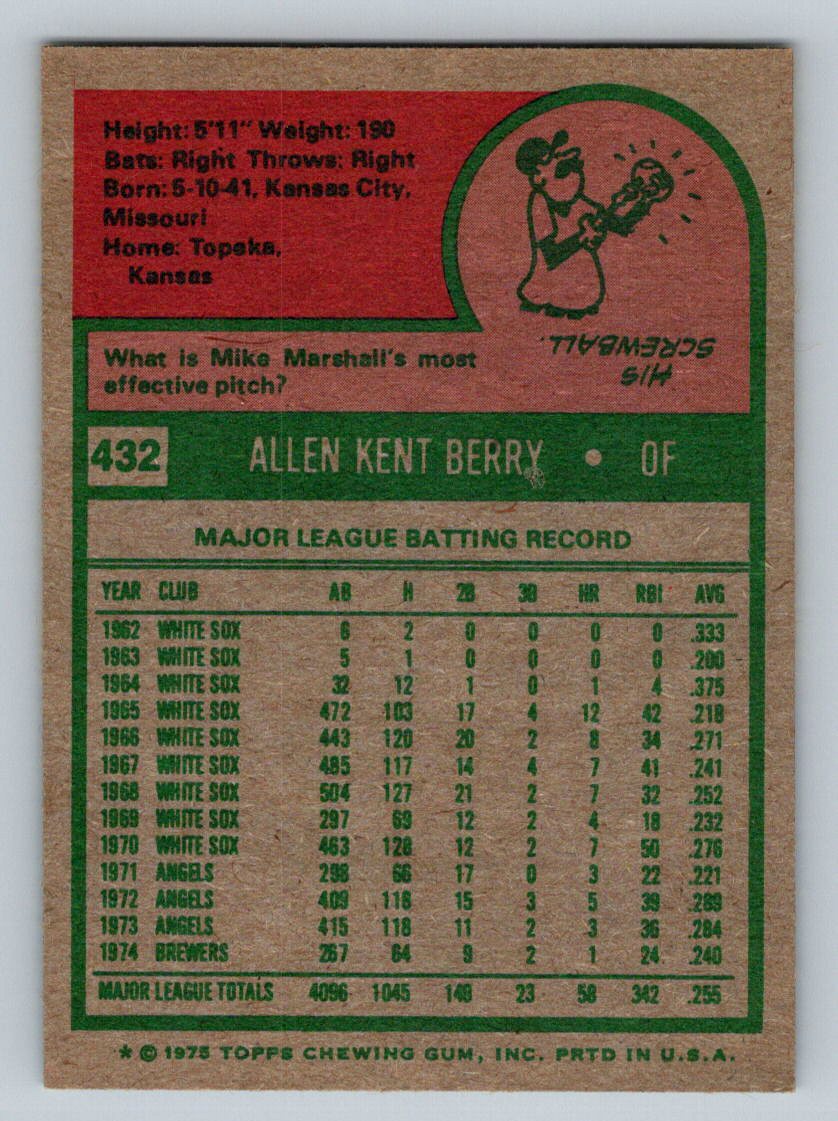 Height: 5'11" Weight: 190
Bats: Right Throws: Right
Born: 5-10-41, Kansas City,
Missouri
Home: Topeka,
Kansas
What is Mike Marshall's most
effective pitch?
HIS
SCREWBALL.
432 ALLEN KENT BERRY • OF
MAJOR LEAGUE BATTING RECORD
YEAR CLUB AB H 2B 3B HR RBI AVG
1962 WHITE SOX 6 2 0 0 0 0 .333
1963 WHITE SOX 5 1 0 0 0 0 .200
1964 WHITE SOX 32 12 1 0 1 4 .375
1965 WHITE SOX 472 103 17 4 12 42 .218
1966 WHITE SOX 443 120 20 2 8 34 .271
1967 WHITE SOX 485 117 14 4 7 41 .241
1968 WHITE SOX 504 127 21 2 7 32 .252
1969 WHITE SOX 297 69 12 2 4 18 .232
1970 WHITE SOX 463 128 12 2 7 50 .276
1971 ANGELS 298 66 17 0 3 22 .221
1972 ANGELS 409 118 15 3 5 39 .289
1973 ANGELS 415 118 11 2 3 36 .284
1974 BREWERS 267 64 9 2 1 24 .240
MAJOR LEAGUE TOTALS 4096 1045 149 23 58 342 .255
* © 1975 TOPPS CHEWING GUM, INC. PRTD IN U.S.A.